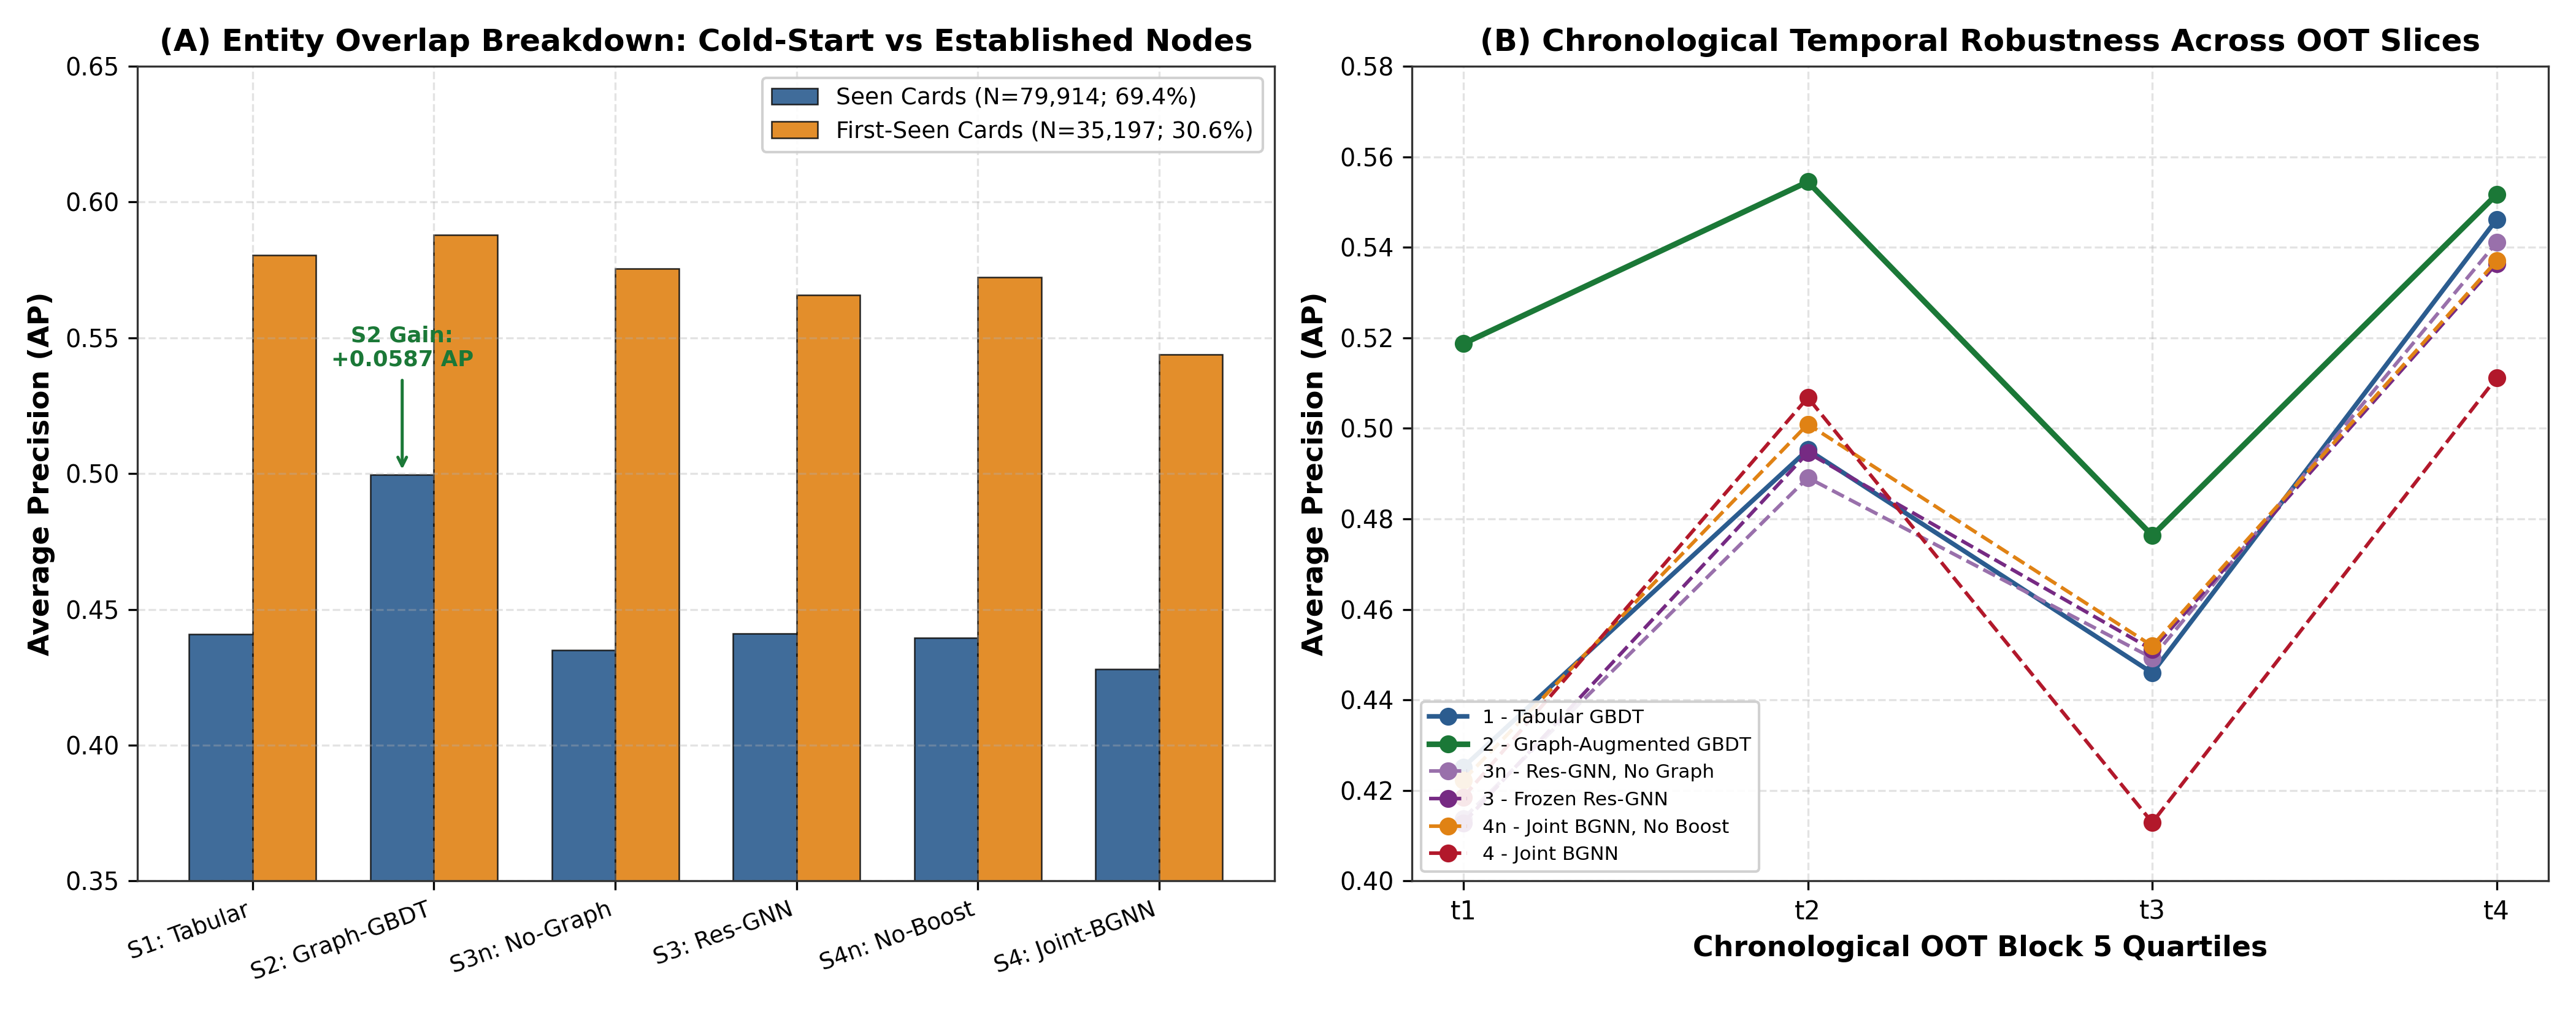 (A) Entity Overlap Breakdown: Cold-Start vs Established Nodes
Average Precision (AP)
0.65
0.60
0.55
0.50
0.45
0.40
0.35
Seen Cards (N=79,914; 69.4%)
First-Seen Cards (N=35,197; 30.6%)
S2 Gain:
+0.0587 AP
S1: Tabular
S2: Graph-GBDT
S3n: No-Graph
S3: Res-GNN
S4n: No-Boost
S4: Joint-BGNN
(B) Chronological Temporal Robustness Across OOT Slices
Average Precision (AP)
0.58
0.56
0.54
0.52
0.50
0.48
0.46
0.44
0.42
0.40
1 - Tabular GBDT
2 - Graph-Augmented GBDT
3n - Res-GNN, No Graph
3 - Frozen Res-GNN
4n - Joint BGNN, No Boost
4 - Joint BGNN
t1
t2
t3
t4
Chronological OOT Block 5 Quartiles